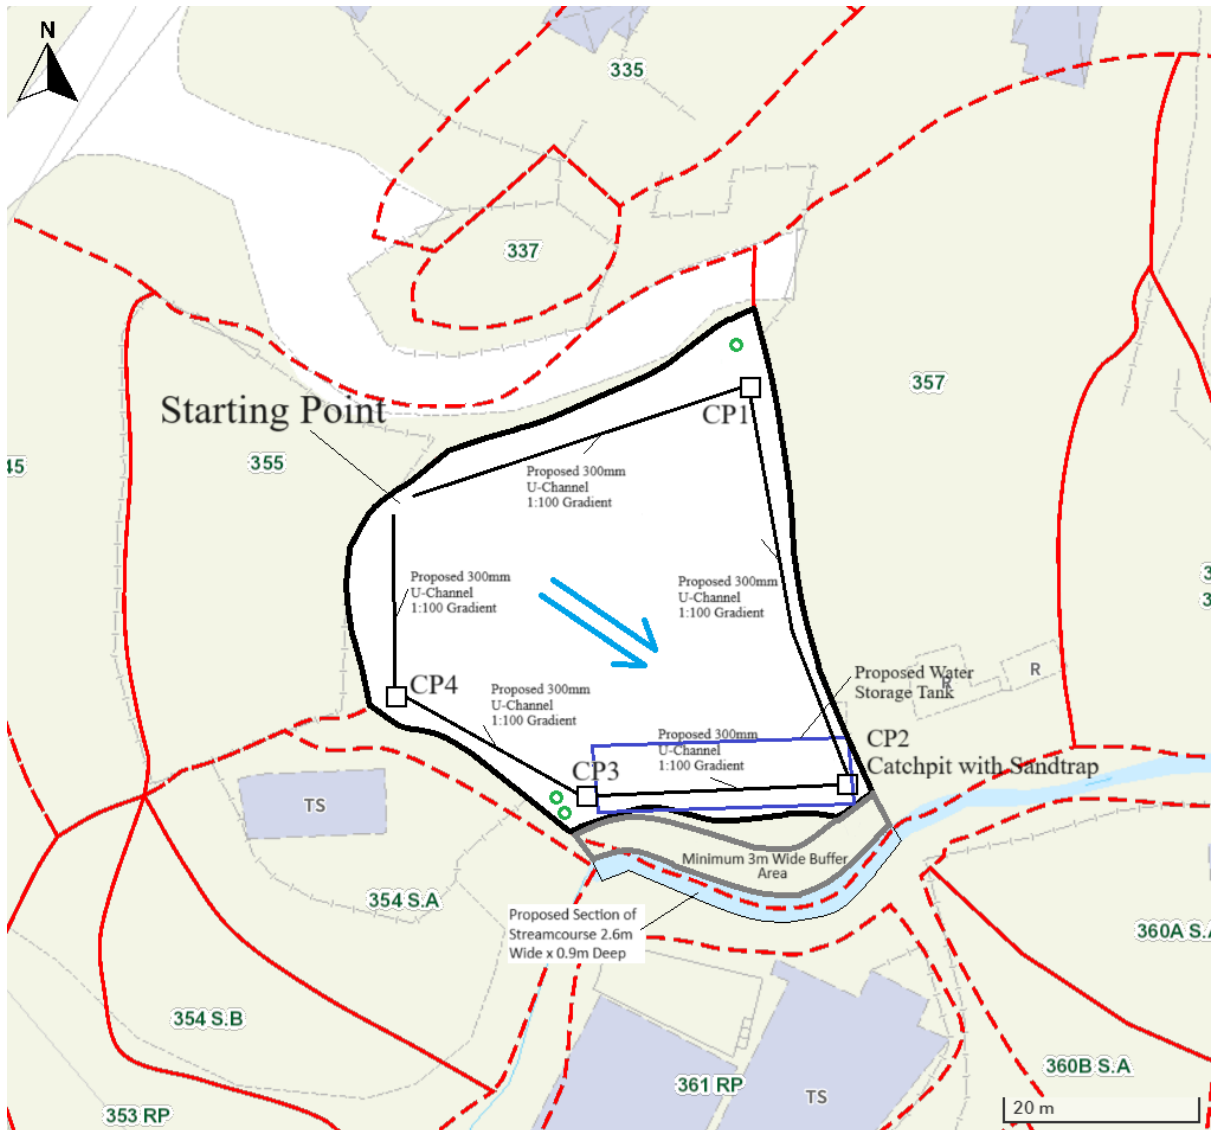 N
335
337
357
Starting Point
CP1
45
355
Proposed 300mm
U-Channel
1:100 Gradient
Proposed 300mm
U-Channel
1:100 Gradient
Proposed 300mm
U-Channel
1:100 Gradient
3
3
R
R
Proposed Water
Storage Tank
CP4
Proposed 300mm
U-Channel
1:100 Gradient
Proposed 300mm
U-Channel
1:100 Gradient
CP2
Catchpit with Sandtrap
CP3
TS
Minimum 3m Wide Buffer
Area
354 S.A
Proposed Section of
Streamcourse 2.6m
Wide x 0.9m Deep
360A S.A
354 S.B
360B S.A
361 RP
TS
353 RP
20 m